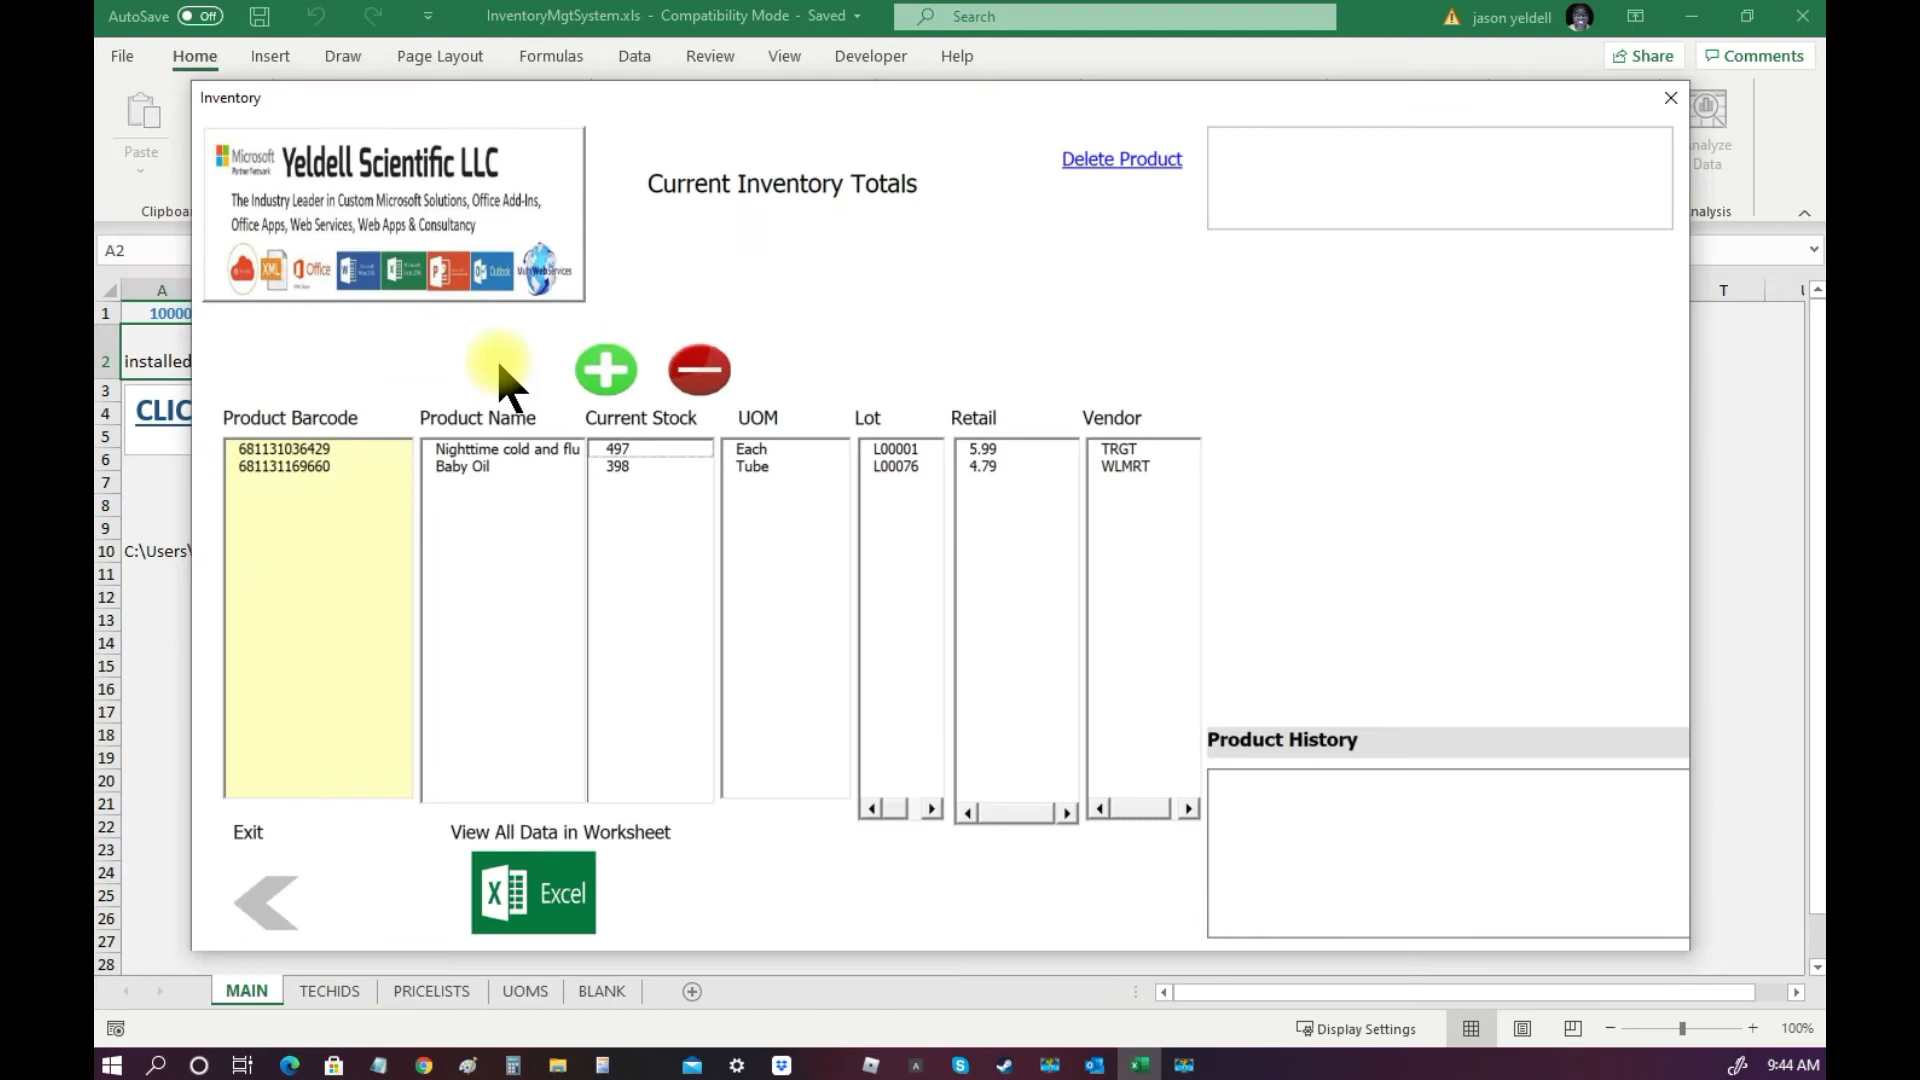 AutoSave Off InventoryMgtSystem.xls - Compatibility Mode - Saved Search jason yeldell
File Home Insert Draw Page Layout Formulas Data Review View Developer Help Share Comments
Inventory
Paste
Data
Microsoft
Partner Network
Yeldell Scientific LLC
The Industry Leader in Custom Microsoft Solutions, Office Add-Ins,
Office Apps, Web Services, Web Apps & Consultancy
XML Office Outlook
Current Inventory Totals
Delete Product
A2
A T
1 10000
2 installed
3
4 CLIC
5
6
7
8
9
10 C:\Users\
11
12
13
14
15
16
17
18
19
20
21
22
23
24
25
26
27
28
Product Barcode Product Name Current Stock UOM Lot Retail Vendor
681131036429 Nighttime cold and flu 497 Each L00001 5.99 TRGT
681131169660 Baby Oil 398 Tube L00076 4.79 WLMRT
Product History
Exit View All Data in Worksheet
Excel
MAIN TECHIDS PRICELISTS UOMS BLANK
Display Settings 100%
9:44 AM